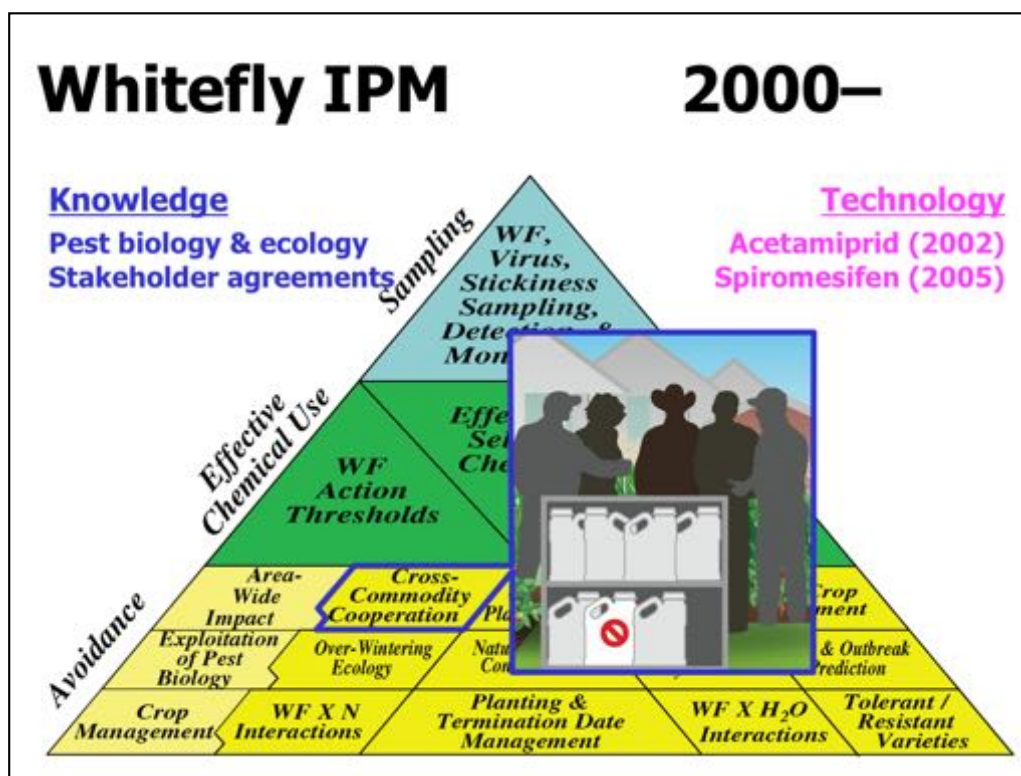 Whitefly IPM 2000–
Knowledge
Pest biology & ecology
Stakeholder agreements
Technology
Acetamiprid (2002)
Spiromesifen (2005)
Sampling
WF,
Virus,
Stickiness
Sampling,
Effective
Chemical Use
WF
Action
Thresholds
Avoidance
Area-
Wide
Impact
Cross-
Commodity
Cooperation
Exploitation
of Pest
Biology
Over-Wintering
Ecology
& Outbreak
Crop
Management
WF X N
Interactions
Planting &
Termination Date
Management
WF X H₂O
Interactions
Tolerant /
Resistant
Varieties